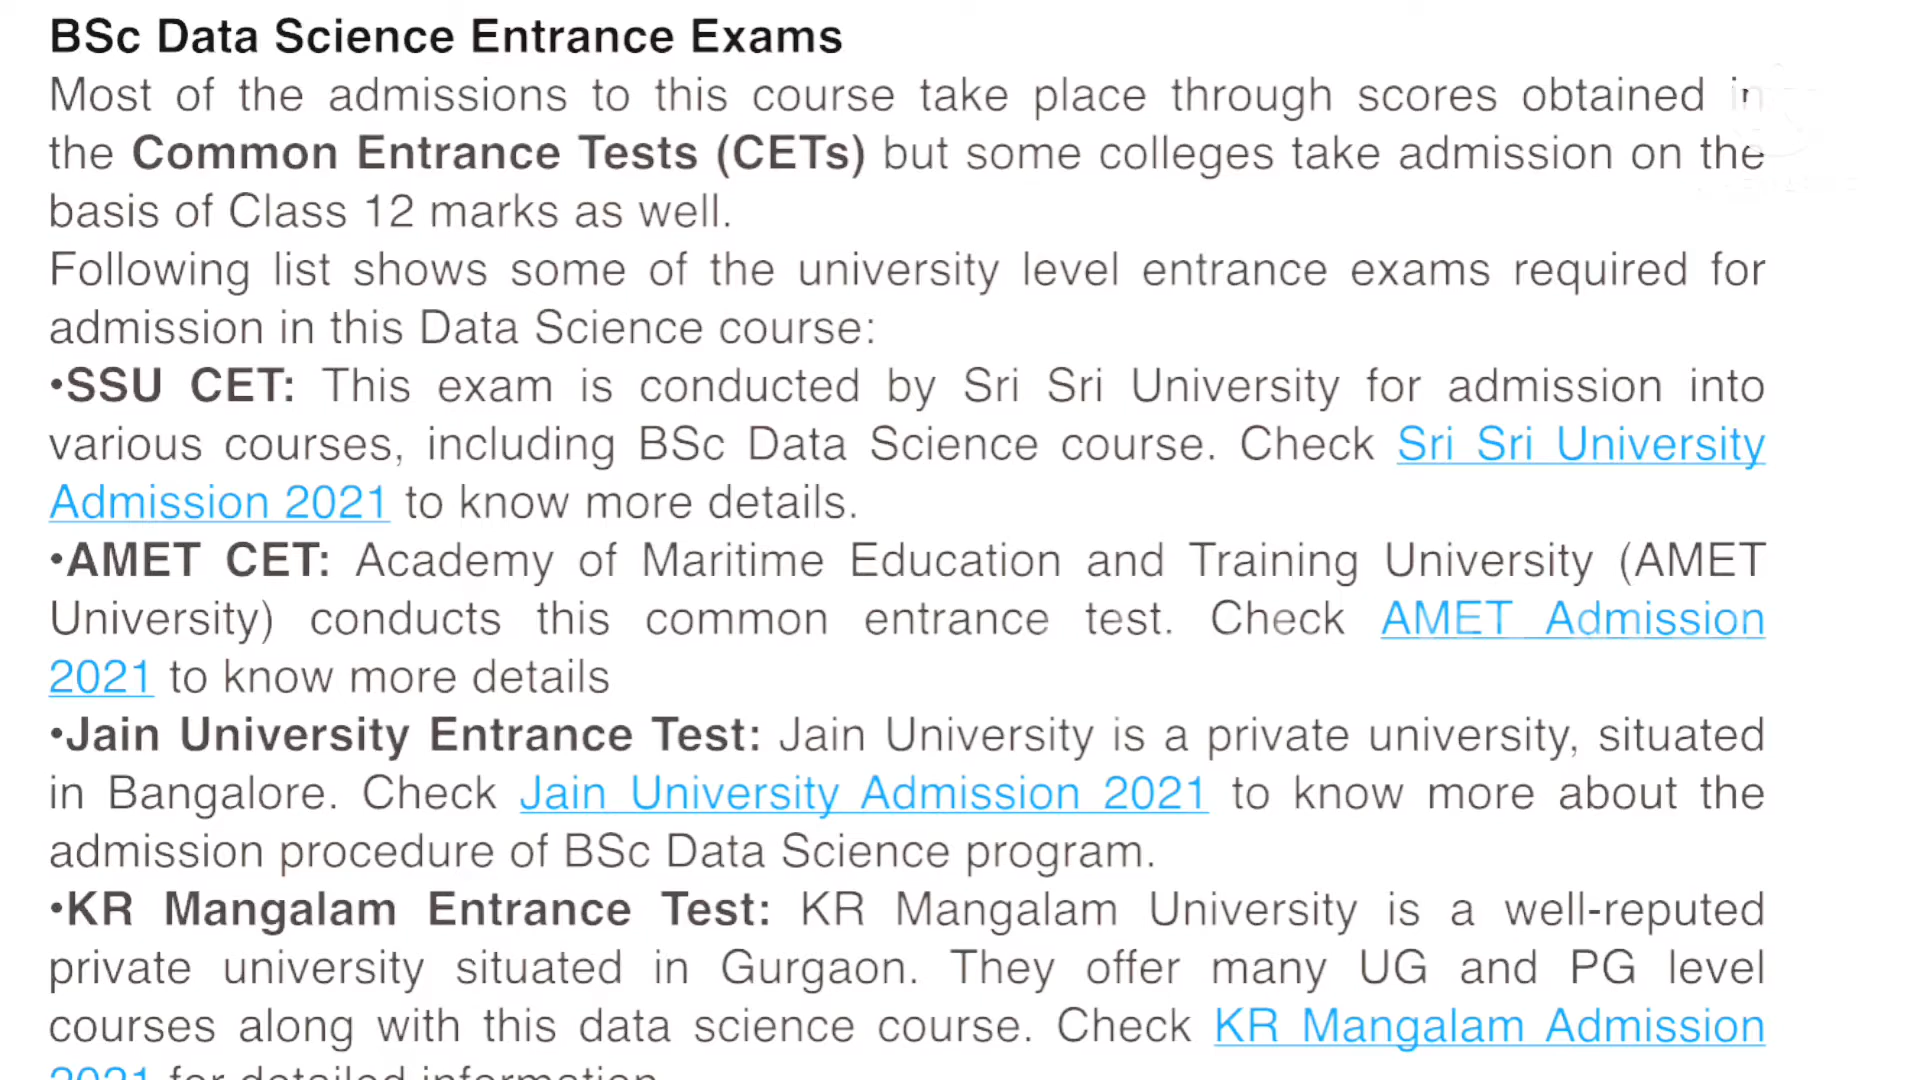 BSc Data Science Entrance Exams
Most of the admissions to this course take place through scores obtained in
the Common Entrance Tests (CETs) but some colleges take admission on the
basis of Class 12 marks as well.
Following list shows some of the university level entrance exams required for
admission in this Data Science course:
•SSU CET: This exam is conducted by Sri Sri University for admission into
various courses, including BSc Data Science course. Check Sri Sri University
Admission 2021 to know more details.
•AMET CET: Academy of Maritime Education and Training University (AMET
University) conducts this common entrance test. Check AMET Admission
2021 to know more details
•Jain University Entrance Test: Jain University is a private university, situated
in Bangalore. Check Jain University Admission 2021 to know more about the
admission procedure of BSc Data Science program.
•KR Mangalam Entrance Test: KR Mangalam University is a well-reputed
private university situated in Gurgaon. They offer many UG and PG level
courses along with this data science course. Check KR Mangalam Admission
2021 for detailed information